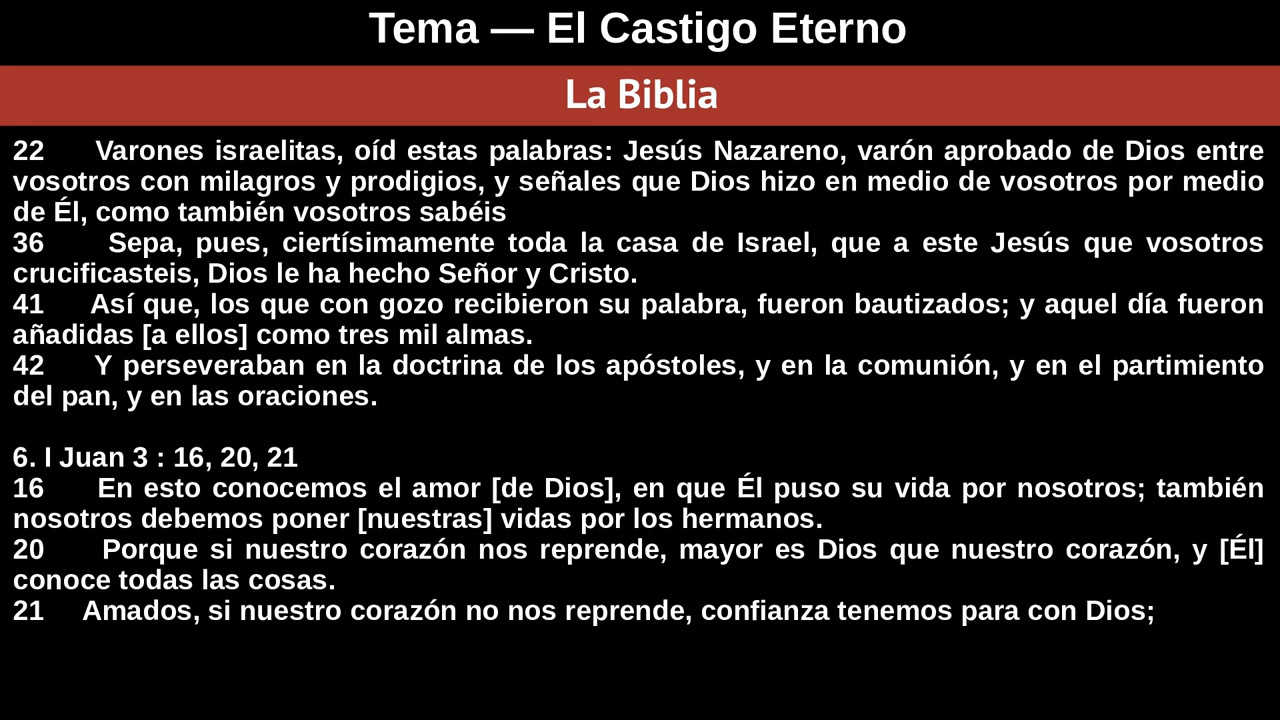 Tema — El Castigo Eterno
La Biblia
22 Varones israelitas, oíd estas palabras: Jesús Nazareno, varón aprobado de Dios entre
vosotros con milagros y prodigios, y señales que Dios hizo en medio de vosotros por medio
de Él, como también vosotros sabéis
36 Sepa, pues, ciertísimamente toda la casa de Israel, que a este Jesús que vosotros
crucificasteis, Dios le ha hecho Señor y Cristo.
41 Así que, los que con gozo recibieron su palabra, fueron bautizados; y aquel día fueron
añadidas [a ellos] como tres mil almas.
42 Y perseveraban en la doctrina de los apóstoles, y en la comunión, y en el partimiento
del pan, y en las oraciones.
6. I Juan 3 : 16, 20, 21
16 En esto conocemos el amor [de Dios], en que Él puso su vida por nosotros; también
nosotros debemos poner [nuestras] vidas por los hermanos.
20 Porque si nuestro corazón nos reprende, mayor es Dios que nuestro corazón, y [Él]
conoce todas las cosas.
21 Amados, si nuestro corazón no nos reprende, confianza tenemos para con Dios;